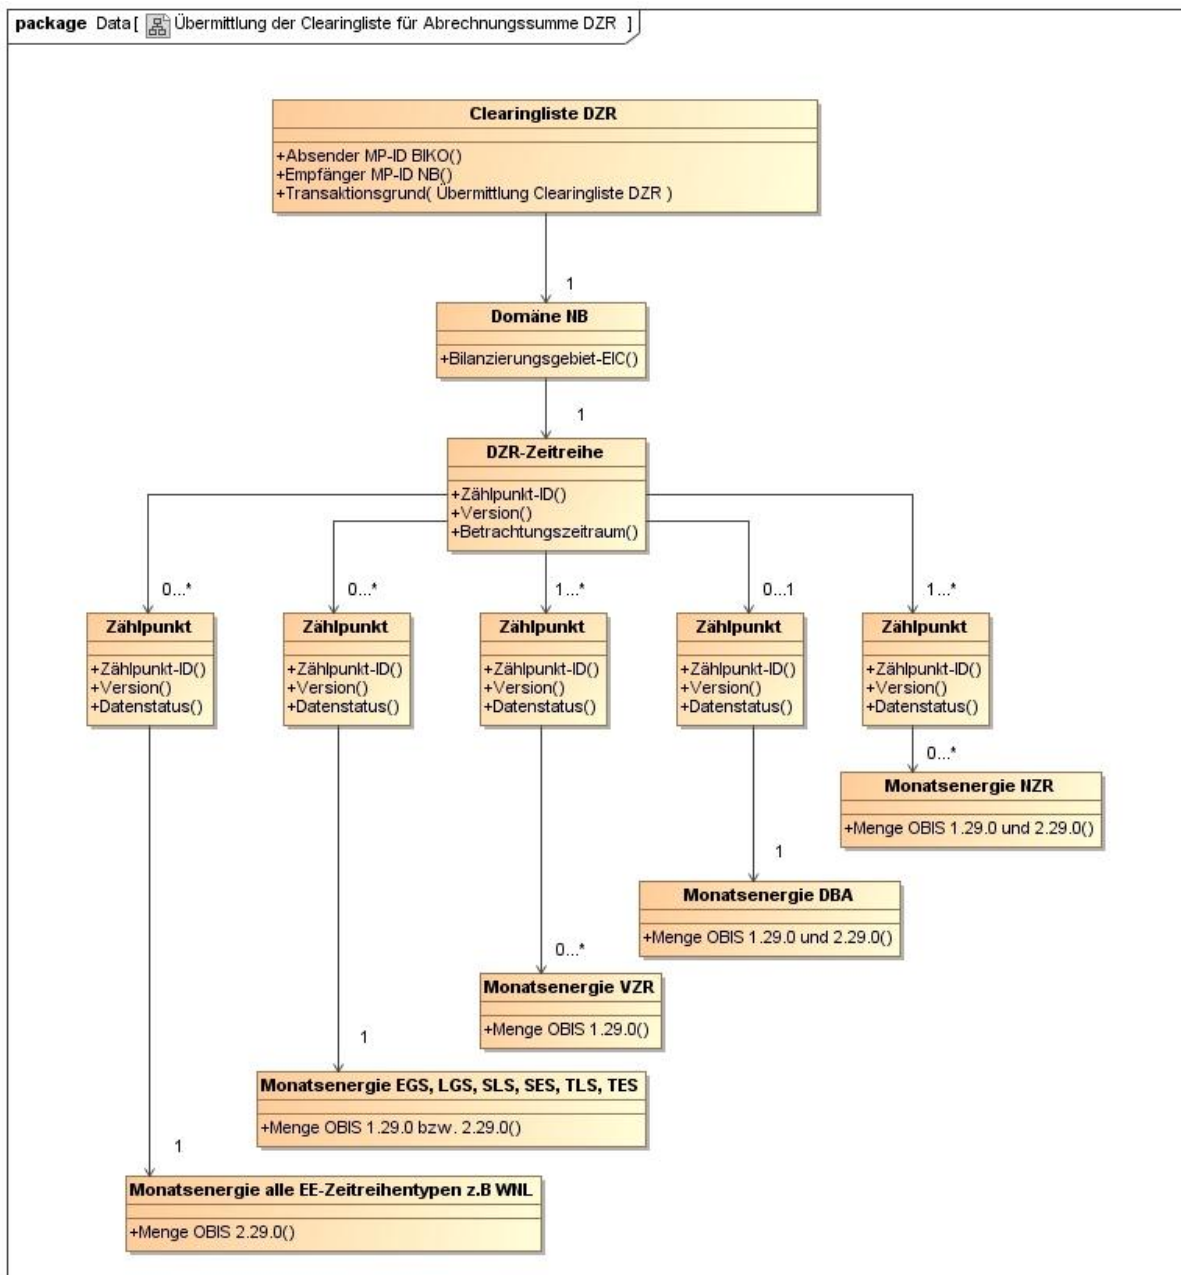 package Data [ Übermittlung der Clearingliste für Abrechnungssumme DZR ]
Clearingliste DZR
+Absender MP-ID BIKO()
+Empfänger MP-ID NB()
+Transaktionsgrund( Übermittlung Clearingliste DZR )
1
Domäne NB
+Bilanzierungsgebiet-EIC()
1
DZR-Zeitreihe
+Zählpunkt-ID()
+Version()
+Betrachtungszeitraum()
0...*
0...*
1...*
0...1
1...*
Zählpunkt
+Zählpunkt-ID()
+Version()
+Datenstatus()
Zählpunkt
+Zählpunkt-ID()
+Version()
+Datenstatus()
Zählpunkt
+Zählpunkt-ID()
+Version()
+Datenstatus()
Zählpunkt
+Zählpunkt-ID()
+Version()
+Datenstatus()
Zählpunkt
+Zählpunkt-ID()
+Version()
+Datenstatus()
0...*
Monatsenergie NZR
+Menge OBIS 1.29.0 und 2.29.0()
1
Monatsenergie DBA
+Menge OBIS 1.29.0 und 2.29.0()
0...*
Monatsenergie VZR
+Menge OBIS 1.29.0()
1
Monatsenergie EGS, LGS, SLS, SES, TLS, TES
+Menge OBIS 1.29.0 bzw. 2.29.0()
1
Monatsenergie alle EE-Zeitreihentypen z.B WNL
+Menge OBIS 2.29.0()